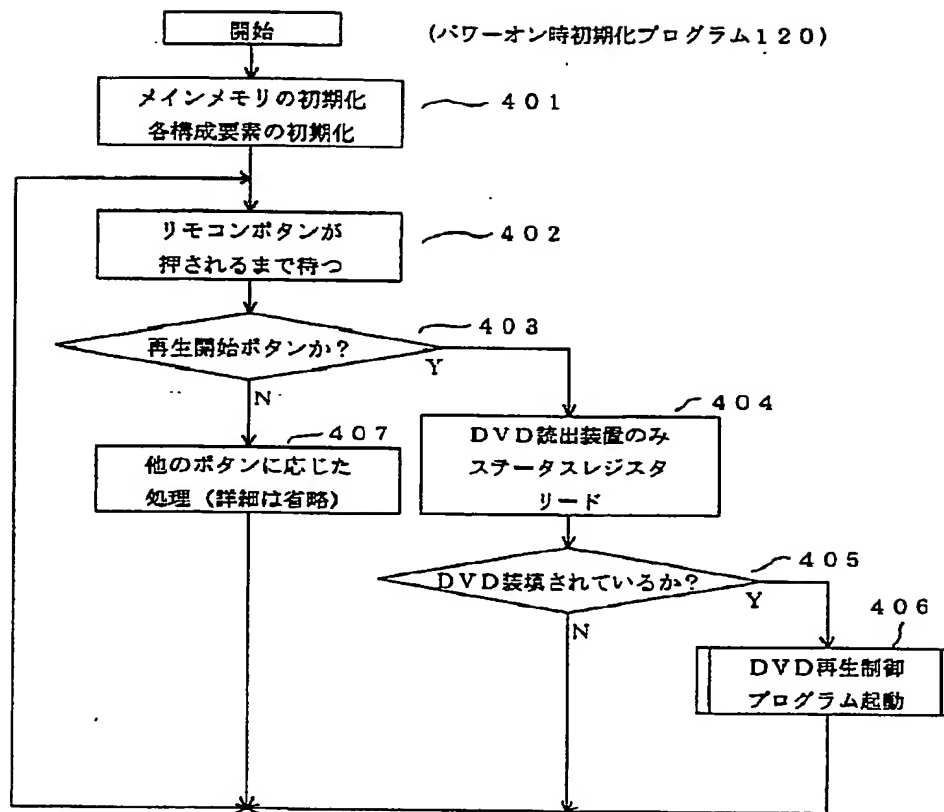 開始
(パワーオン時初期化プログラム120)
メインメモリの初期化
各構成要素の初期化
401
リモコンボタンが
押されるまで待つ
402
再生開始ボタンか?
403
Y
N
404
DVD読出装置のみ
ステータスレジスタ
リード
407
他のボタンに応じた
処理(詳細は省略)
DVD装填されているか?
405
Y
N
406
DVD再生制御
プログラム起動